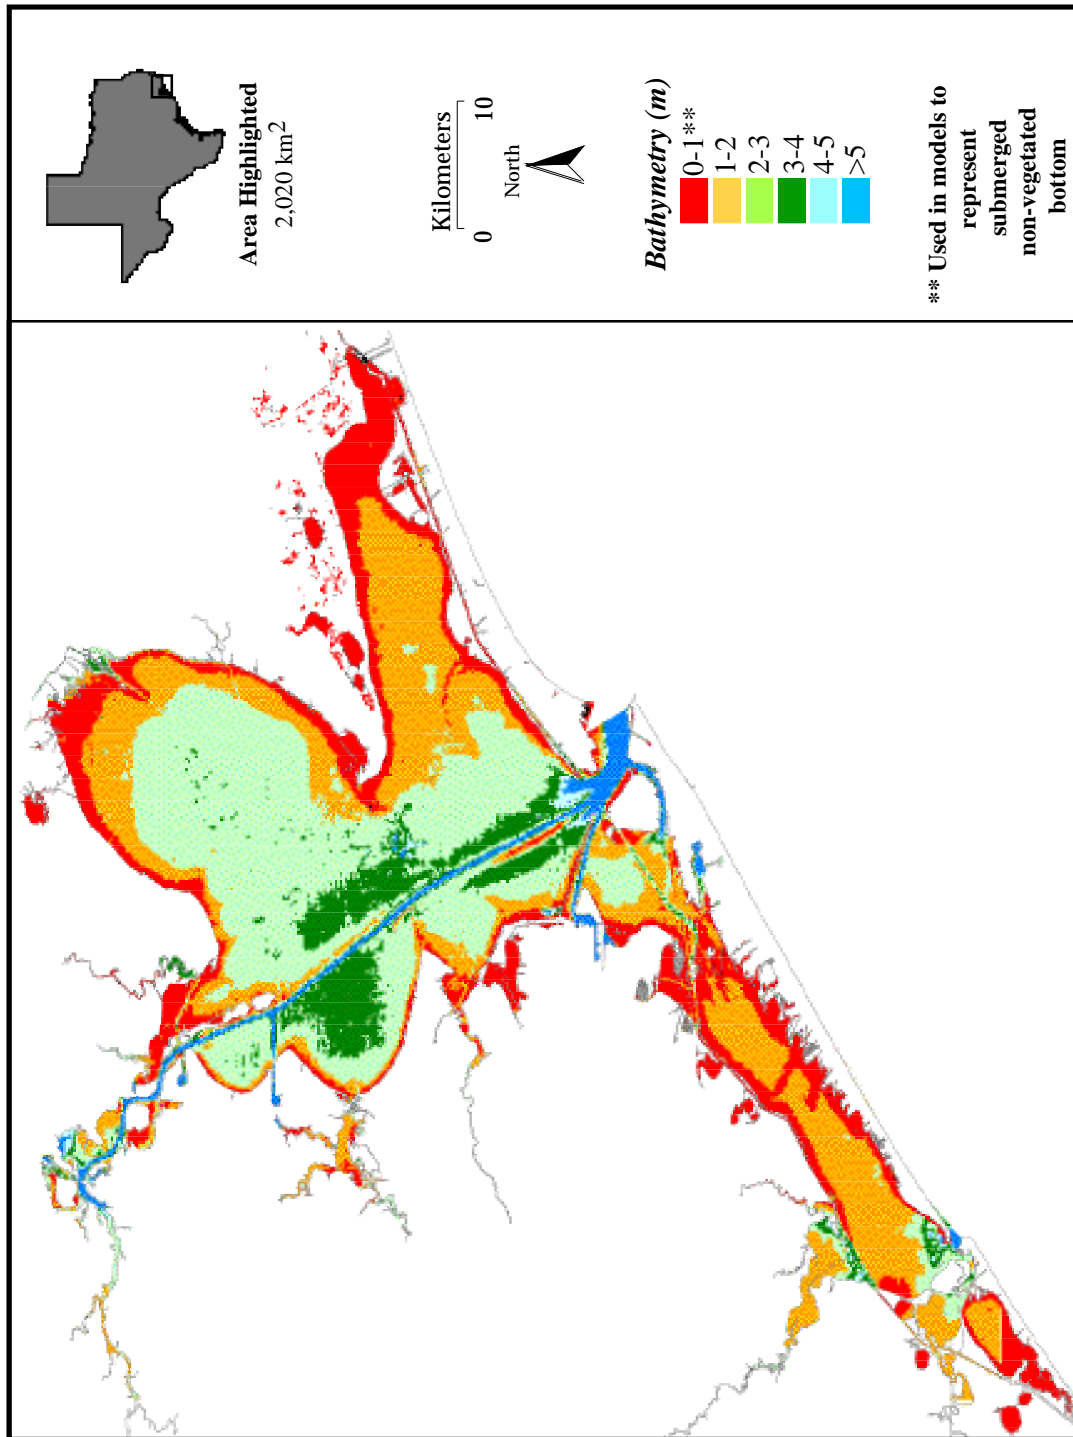 Area Highlighted
2,020 km²
Kilometers
0 10
North
Bathymetry (m)
0-1**
1-2
2-3
3-4
4-5
>5
** Used in models to
represent
submerged
non-vegetated
bottom